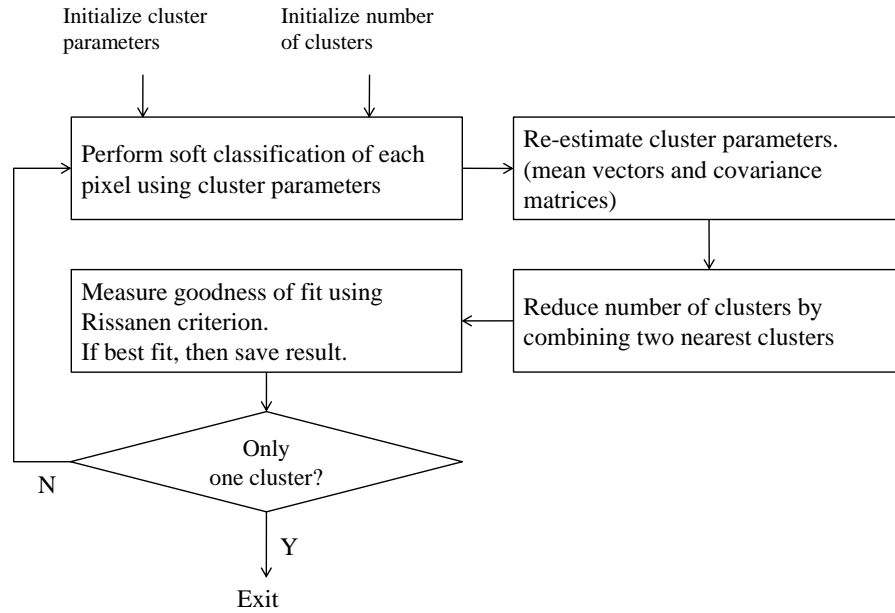 Initialize cluster
parameters
Initialize number
of clusters
Perform soft classification of each
pixel using cluster parameters
Re-estimate cluster parameters.
(mean vectors and covariance
matrices)
Reduce number of clusters by
combining two nearest clusters
Measure goodness of fit using
Rissanen criterion.
If best fit, then save result.
Only
one cluster?
N
Y
Exit